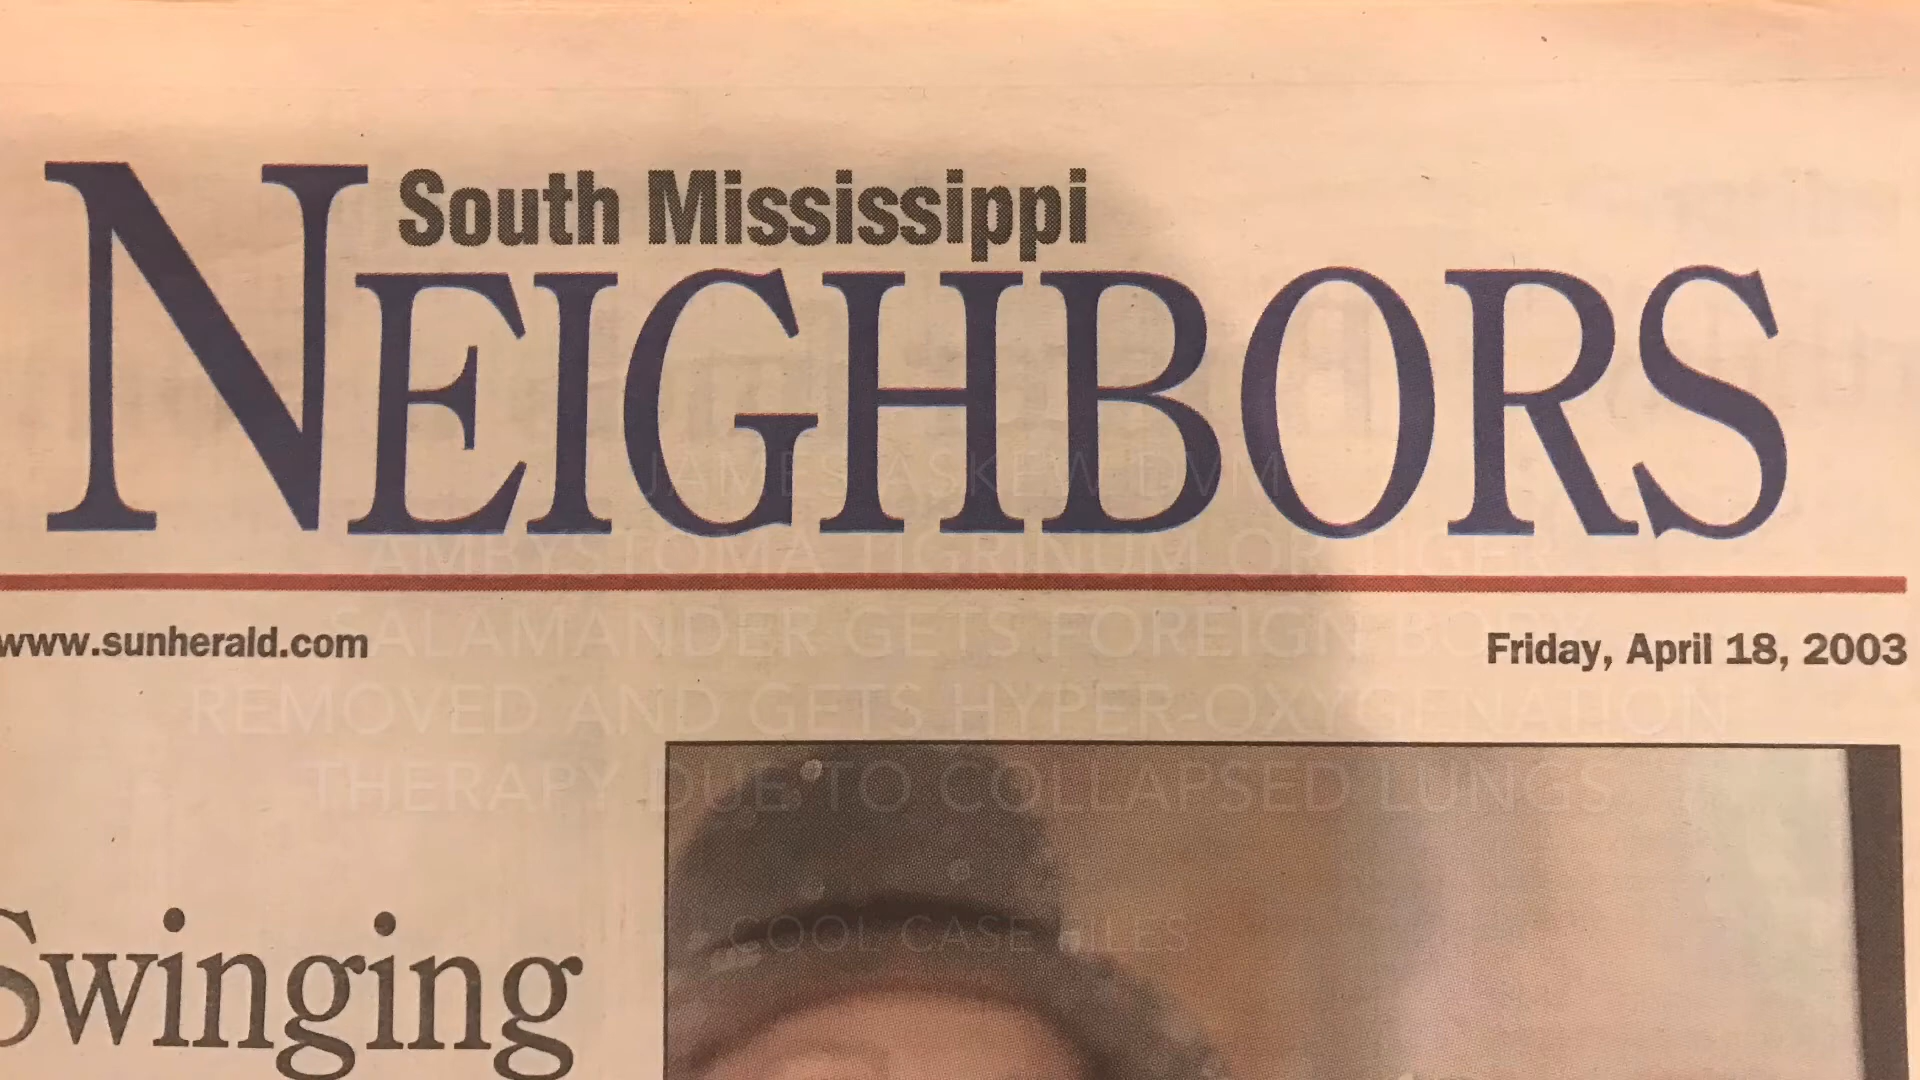 South Mississippi
NEIGHBORS
JAMES ASKEW DVM
AMBYSTOMA TIGRINUM OR TIGER
SALAMANDER GETS FOREIGN BODY
REMOVED AND GETS HYPER-OXYGENATION
THERAPY DUE TO COLLAPSED LUNGS
COOL CASE FILES
www.sunherald.com
Friday, April 18, 2003
Swinging